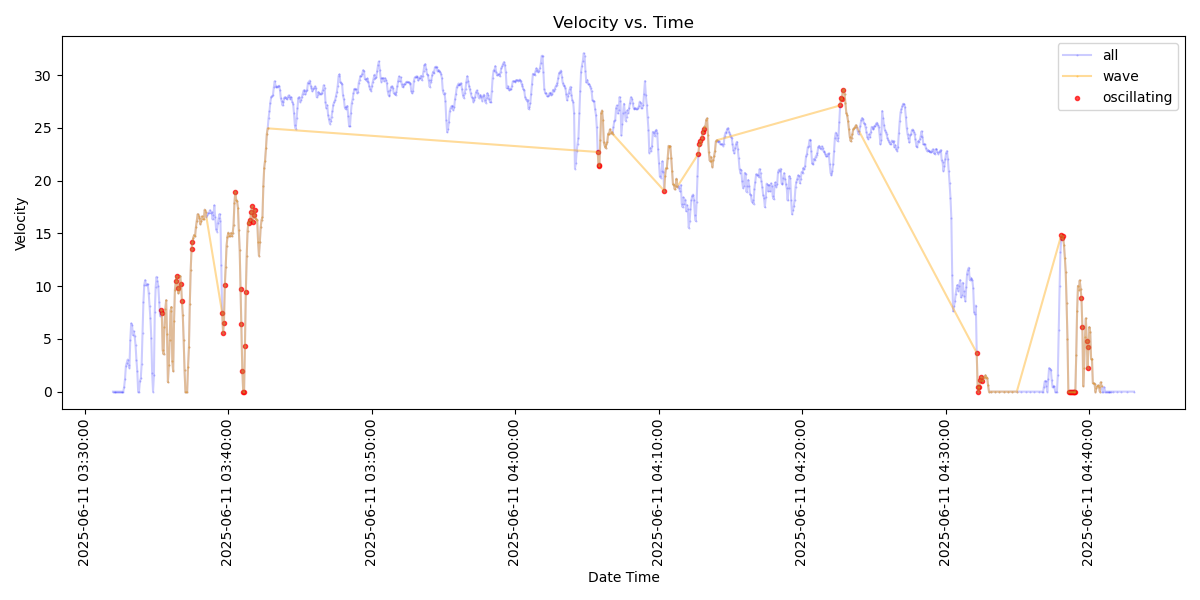 Velocity vs. Time
all
wave
oscillating
Velocity
30
25
20
15
10
5
0
2025-06-11 03:30:00
2025-06-11 03:40:00
2025-06-11 03:50:00
2025-06-11 04:00:00
2025-06-11 04:10:00
2025-06-11 04:20:00
2025-06-11 04:30:00
2025-06-11 04:40:00
Date Time